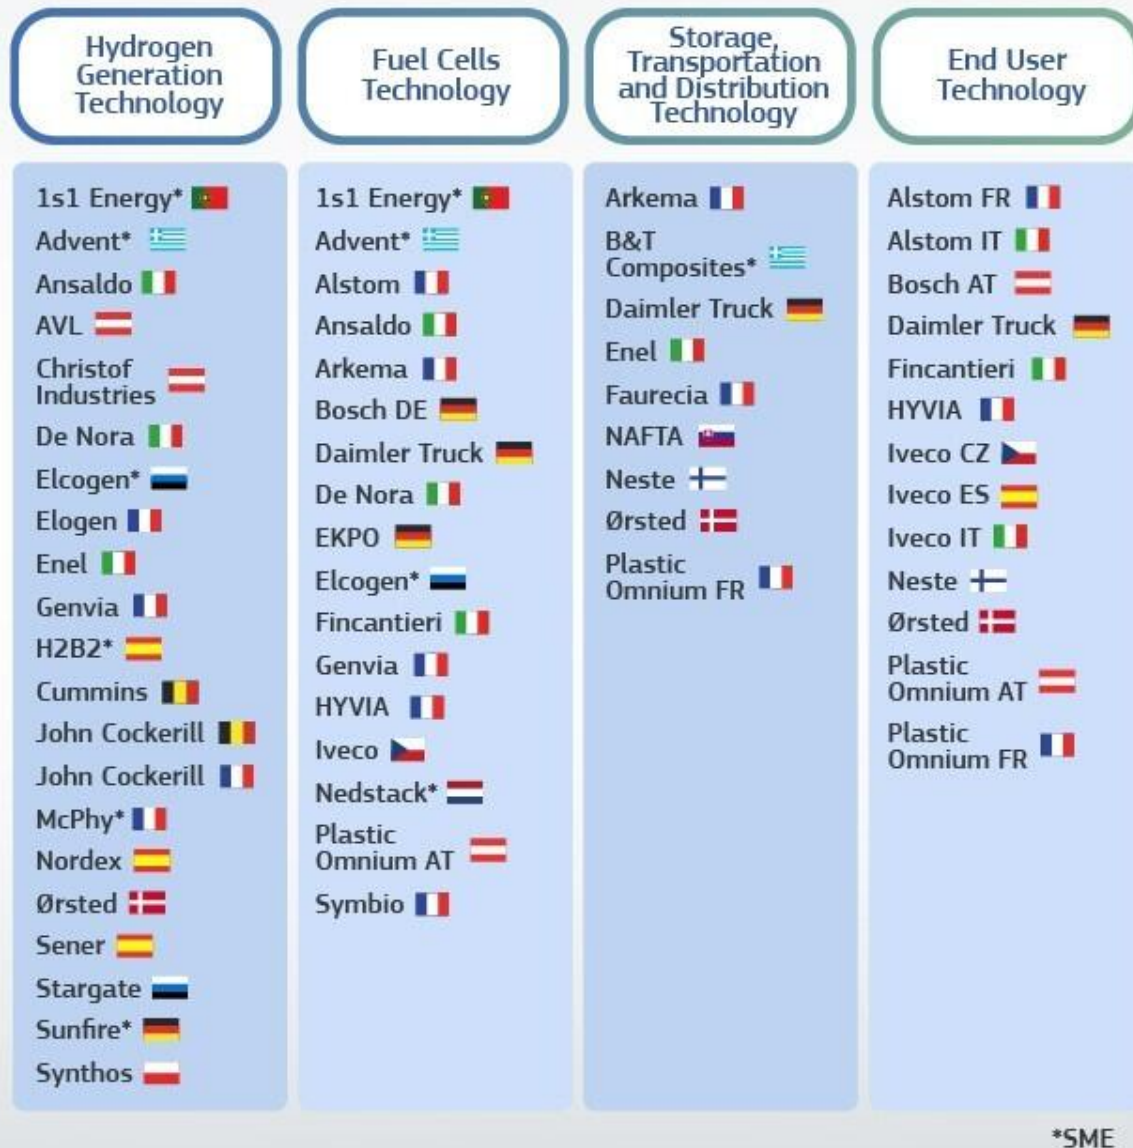 Hydrogen
Generation
Technology
1s1 Energy*
Advent*
Ansaldo
AVL
Christof
Industries
De Nora
Elcogen*
Elogen
Enel
Genvia
H2B2*
Cummins
John Cockerill
John Cockerill
McPhy*
Nordex
Ørsted
Sener
Stargate
Sunfire*
Synthos
Fuel Cells
Technology
1s1 Energy*
Advent*
Alstom
Ansaldo
Arkema
Bosch DE
Daimler Truck
De Nora
EKPO
Elcogen*
Fincantieri
Genvia
HYVIA
Iveco
Nedstack*
Plastic
Omnium AT
Symbio
Storage,
Transportation
and Distribution
Technology
Arkema
B&T
Composites*
Daimler Truck
Enel
Faurecia
NAFTA
Neste
Ørsted
Plastic
Omnium FR
End User
Technology
Alstom FR
Alstom IT
Bosch AT
Daimler Truck
Fincantieri
HYVIA
Iveco CZ
Iveco ES
Iveco IT
Neste
Ørsted
Plastic
Omnium AT
Plastic
Omnium FR
*SME